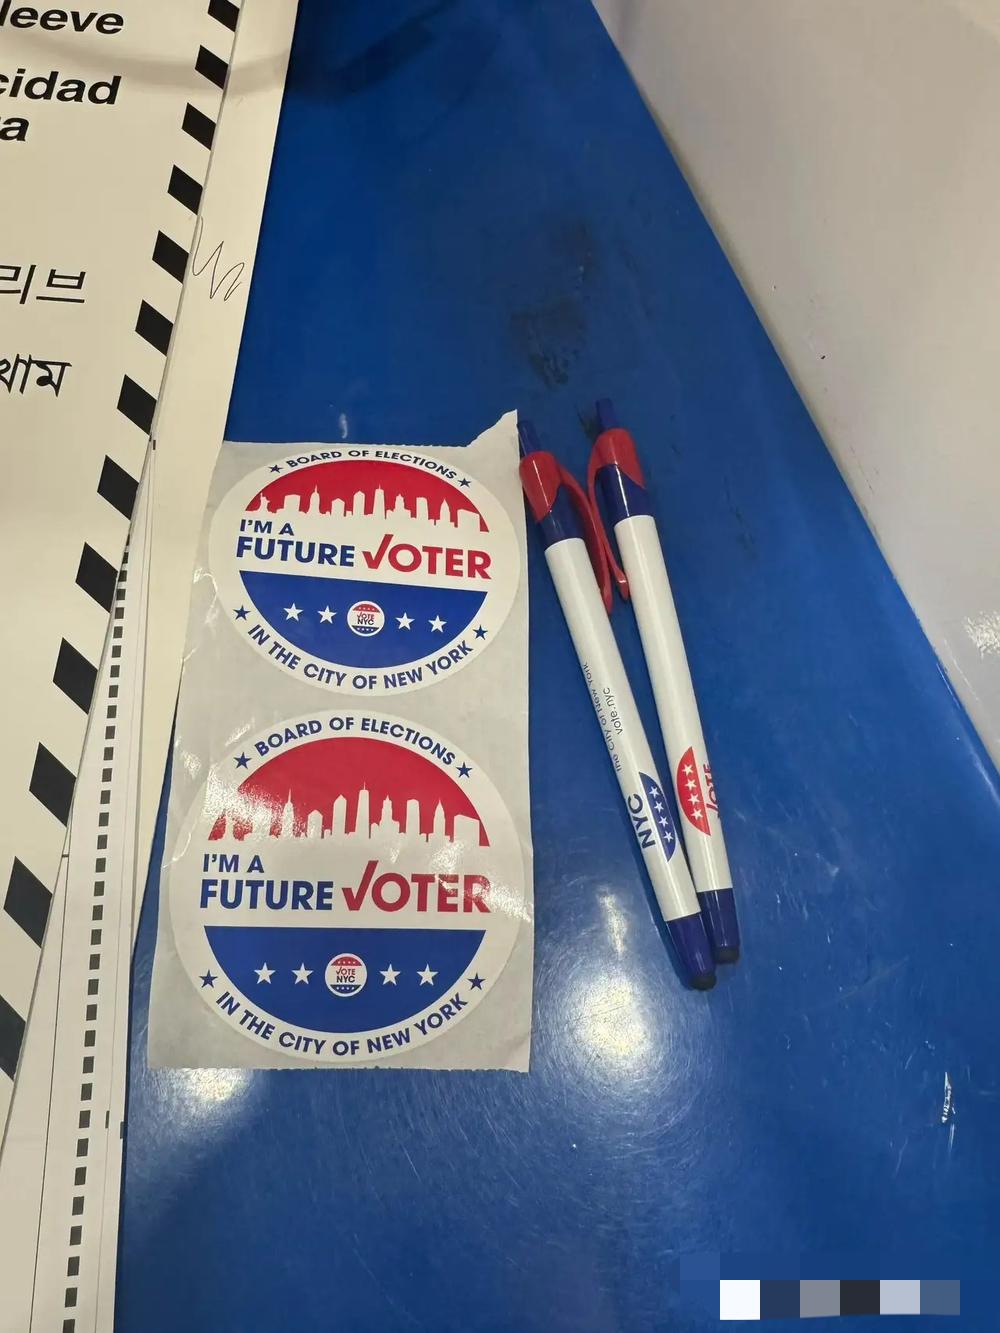 leeve
cidad
a
리브
খাম
★ BOARD OF ELECTIONS ★
I'M A
FUTURE VOTER
VOTE
NYC
★ IN THE CITY OF NEW YORK ★
★ BOARD OF ELECTIONS ★
I'M A
FUTURE VOTER
VOTE
NYC
★ IN THE CITY OF NEW YORK ★
the City of New York
vote.nyc
NYC
VOTE